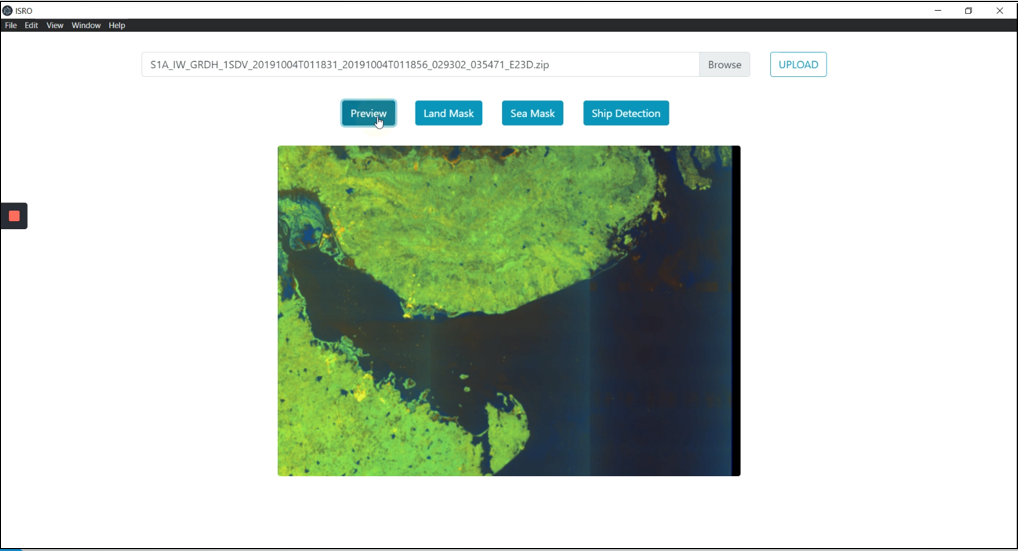 ISRO
File Edit View Window Help
S1A_IW_GRDH_1SDV_20191004T011831_20191004T011856_029302_035471_E23D.zip Browse UPLOAD
Preview Land Mask Sea Mask Ship Detection